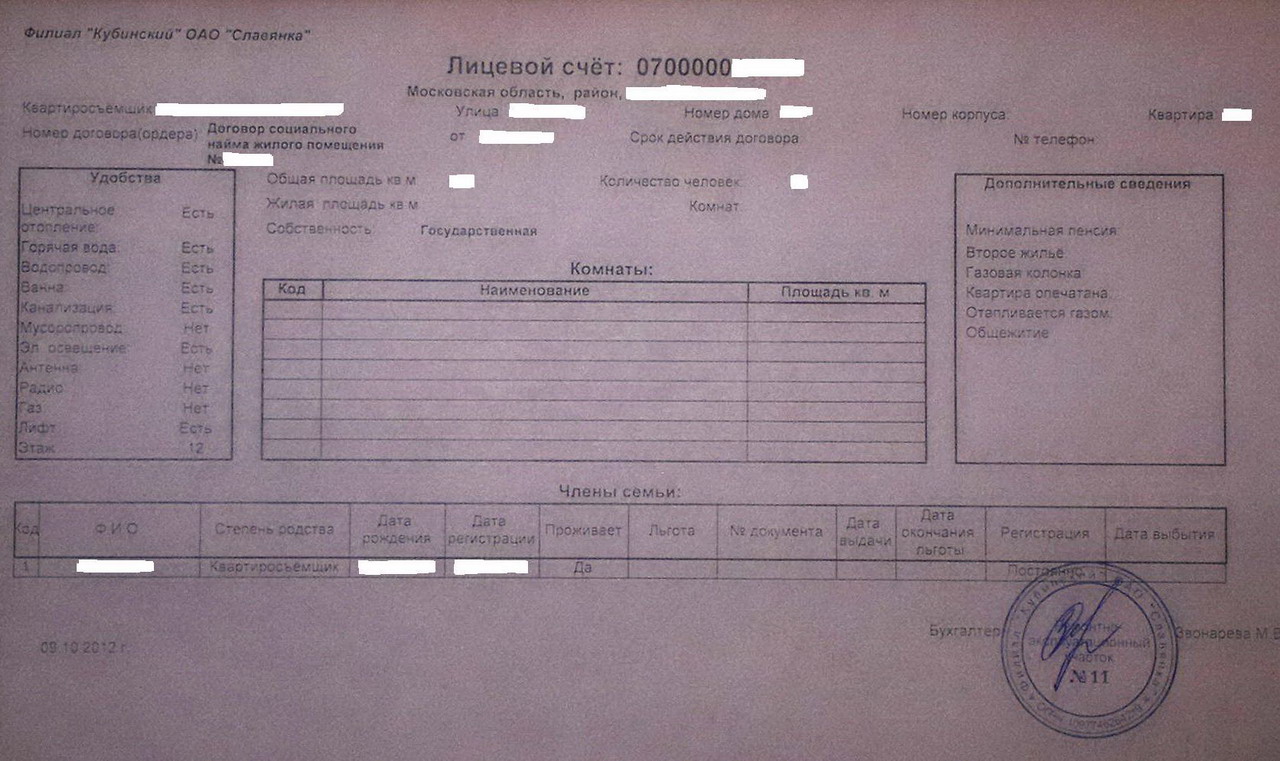 Филиал "Кубинский" ОАО "Славянка"
Лицевой счёт: 0700000
Московская область, район,
Квартиросъёмщик Улица Номер дома Номер корпуса: Квартира:
Номер договора(ордера): Договор социального найма жилого помещения № от Срок действия договора № телефон:
Удобства
Центральное отопление: Есть
Горячая вода: Есть
Водопровод: Есть
Ванна: Есть
Канализация: Есть
Мусоропровод: Нет
Эл. освещение: Есть
Антенна: Нет
Радио: Нет
Газ: Нет
Лифт: Есть
Этаж: 12
Общая площадь кв м Количество человек:
Жилая площадь кв м Комнат:
Собственность: Государственная
Комнаты:
Код Наименование Площадь кв. м
Дополнительные сведения
Минимальная пенсия:
Второе жильё
Газовая колонка
Квартира опечатана:
Отапливается газом:
Общежитие
Члены семьи:
Код Ф И О Степень родства Дата рождения Дата регистрации Проживает Льгота № документа Дата выдачи Дата окончания льготы Регистрация Дата выбытия
1 Квартиросъёмщик Да
09.10.2012 г.
Бухгалтер Звонарева М.
участок
№11